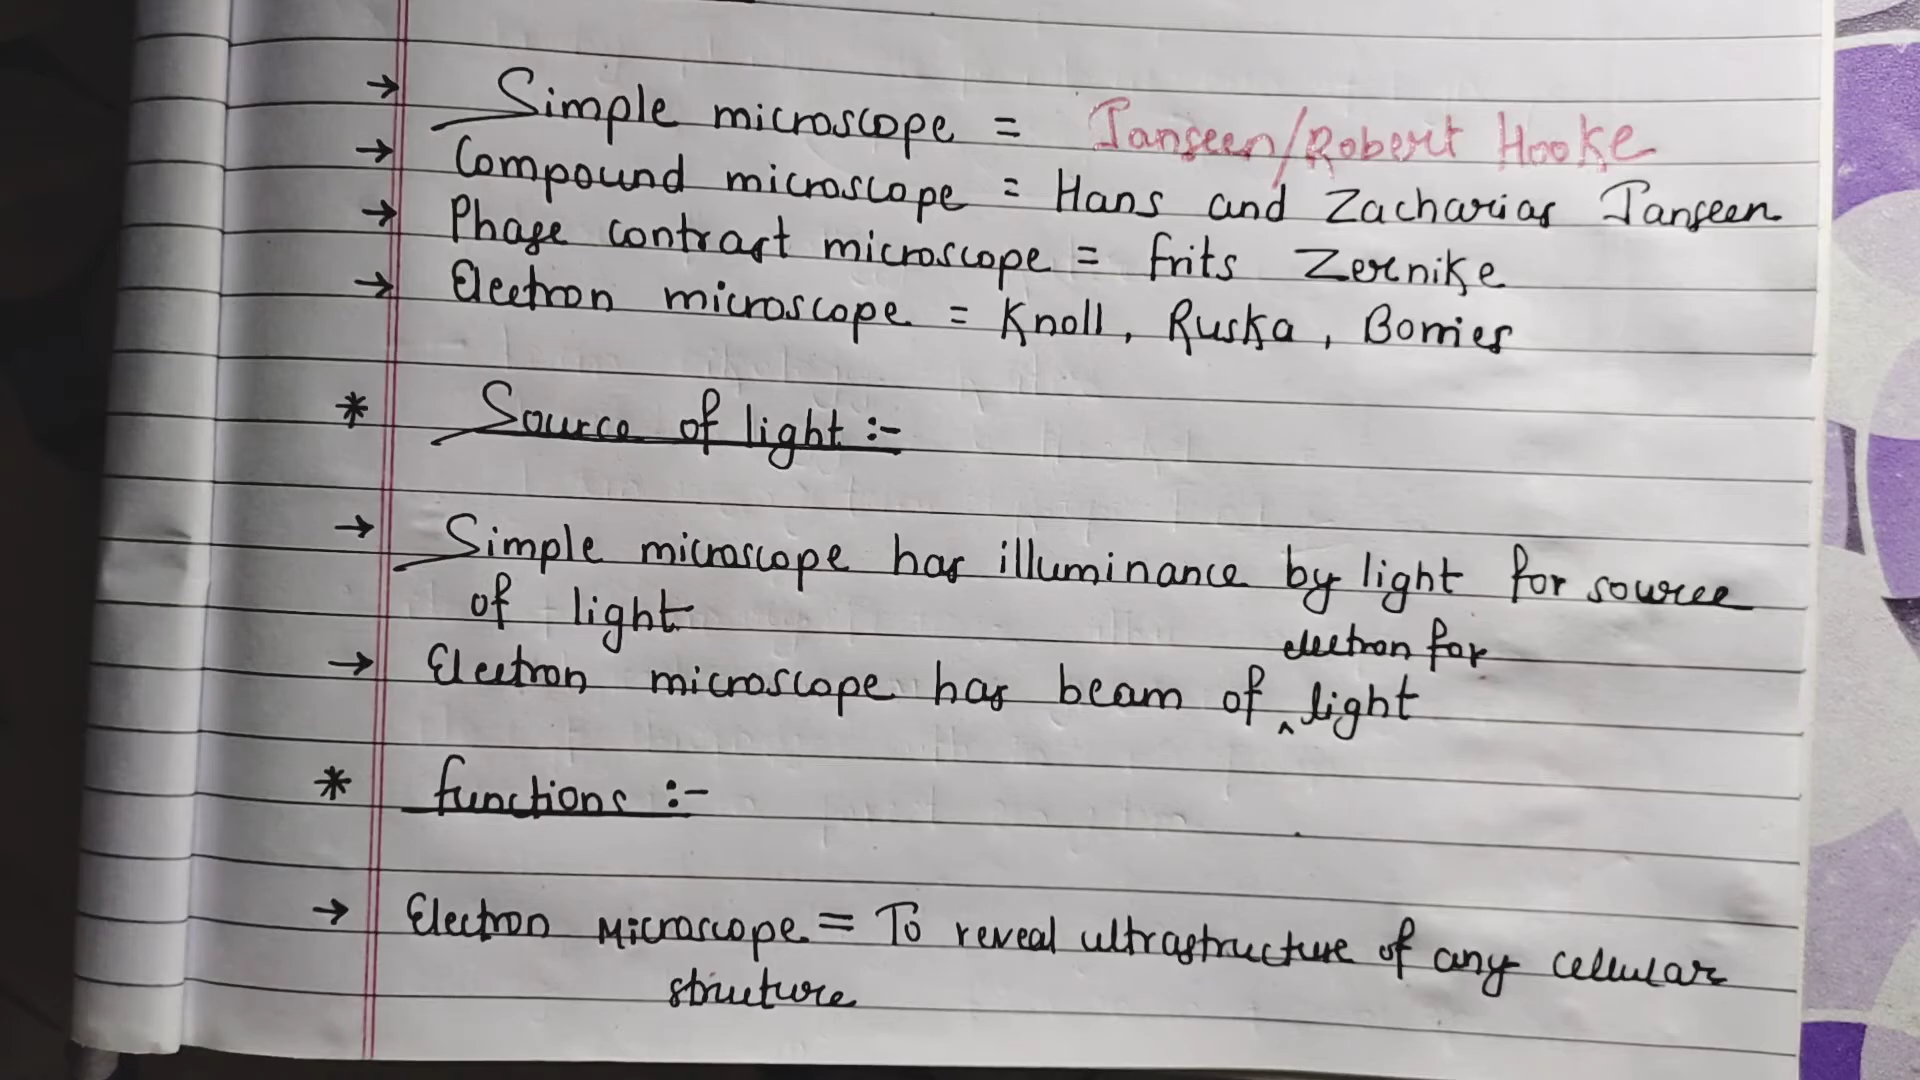 → Simple microscope = Janseen/Robert Hooke
→ Compound microscope = Hans and Zacharias Janseen
→ Phase contrast microscope = Frits Zernike
→ Electron microscope = Knoll, Ruska, Borries
* Source of light :-
→ Simple microscope has illuminance by light for source
of light
electron for
→ Electron microscope has beam of ^ light
* functions :-
→ Electron Microscope = To reveal ultrastructure of any cellular
structure